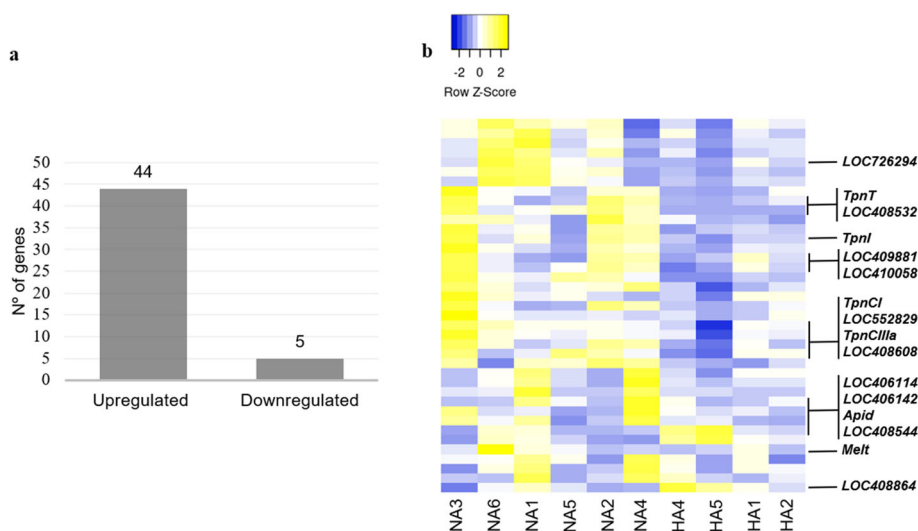 a
b
-2 0 2
Row Z-Score
50
45
40
35
30
25
20
15
10
5
0
N° of genes
44
5
Upregulated
Downregulated
LOC726294
TpnT
LOC408532
TpnI
LOC409881
LOC410058
TpnCI
LOC552829
TpnCIIIa
LOC408608
LOC406114
LOC406142
Apid
LOC408544
Melt
LOC408864
NA3 NA6 NA1 NA5 NA2 NA4 HA4 HA5 HA1 HA2